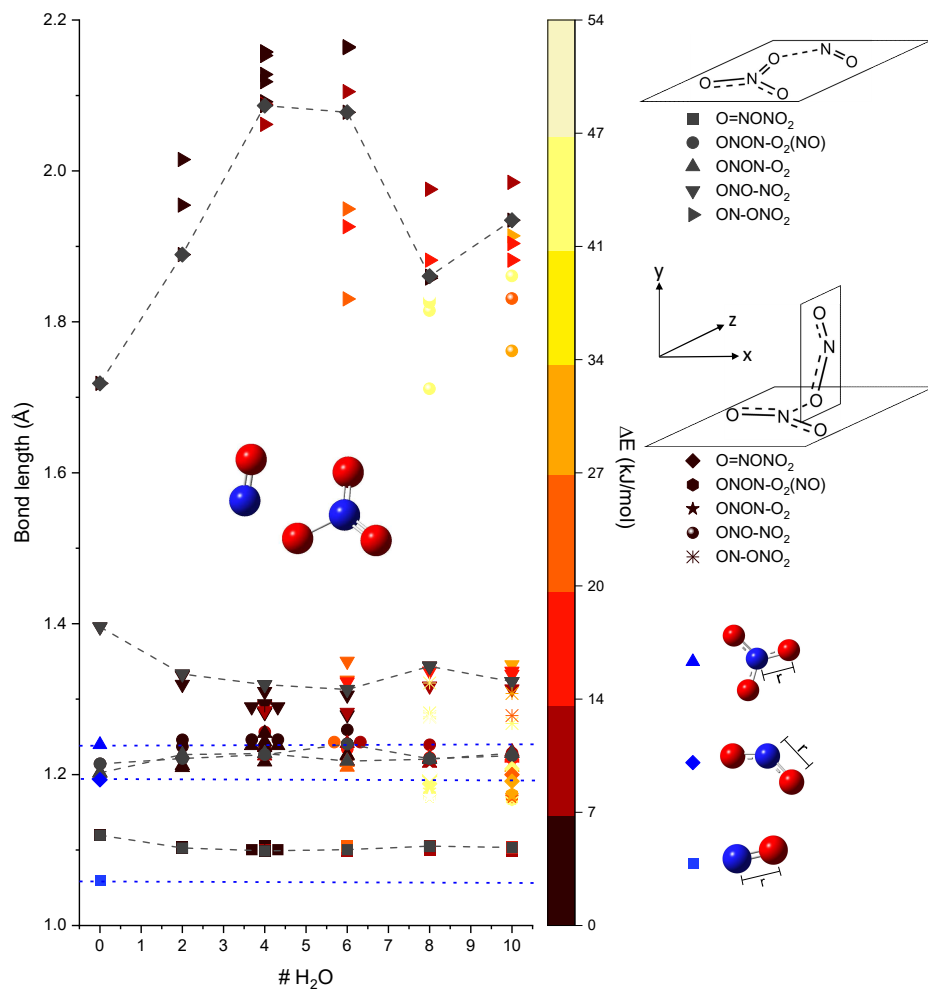 2.2
2.0
1.8
1.6
1.4
1.2
1.0
Bond length (Å)
0 1 2 3 4 5 6 7 8 9 10
# H₂O
54
47
41
34
27
20
14
7
0
ΔE (kJ/mol)
O N O N O O
O=NONO₂
ONON-O₂(NO)
ONON-O₂
ONO-NO₂
ON-ONO₂
y
z
x
O
N
O
O N O
O=NONO₂
ONON-O₂(NO)
ONON-O₂
ONO-NO₂
ON-ONO₂
r
r
r